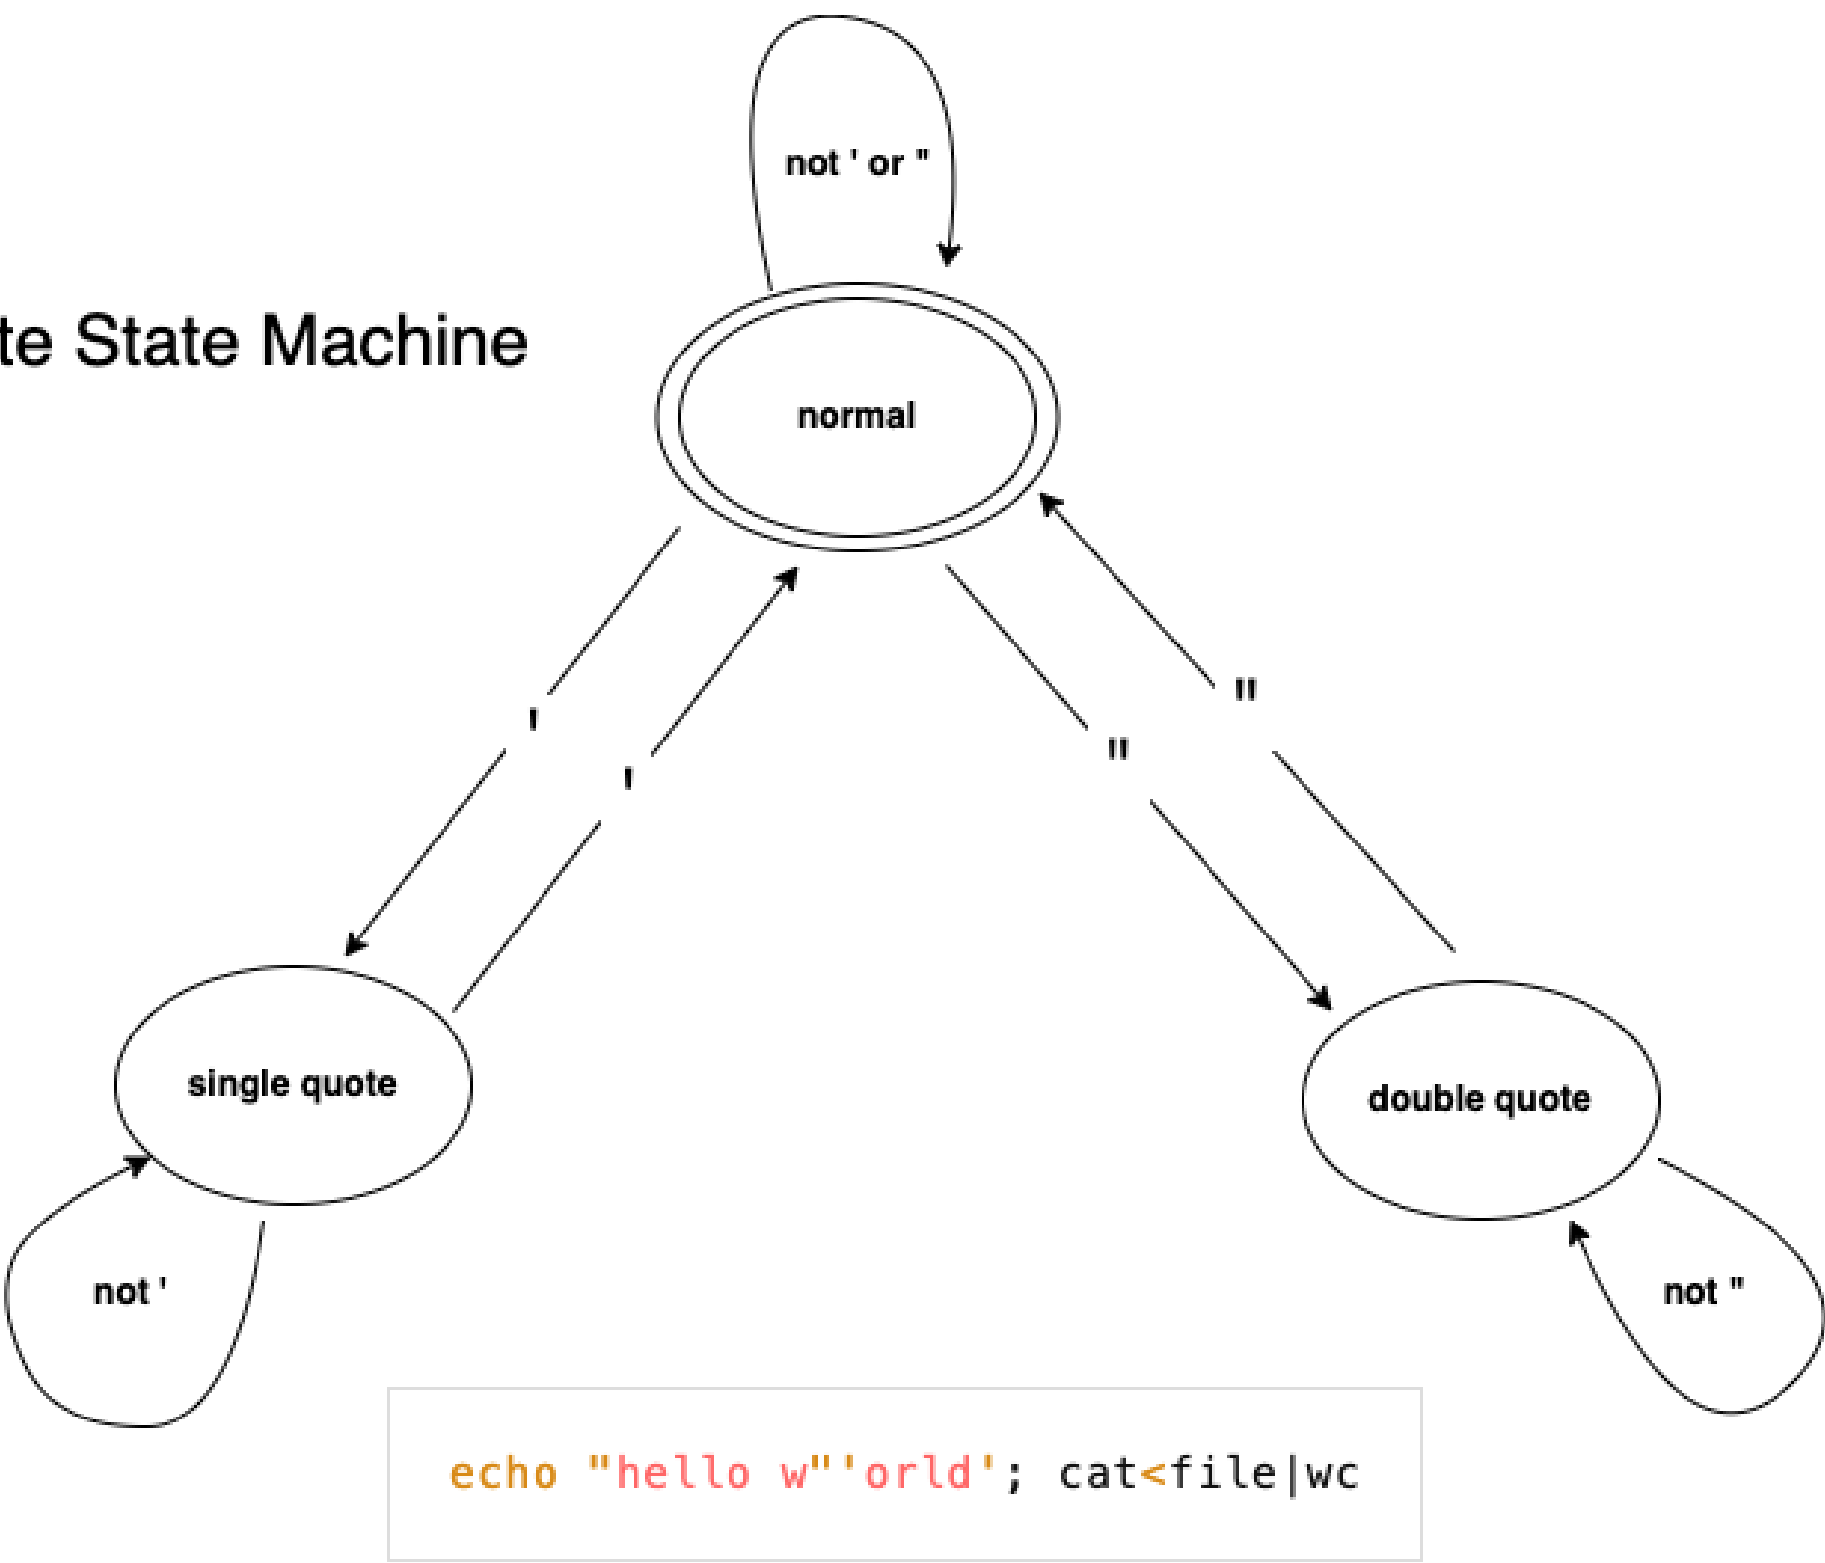 not ' or "
te State Machine
normal
"
'
"
'
single quote
double quote
not '
not "
echo "hello w"'orld'; cat<file|wc